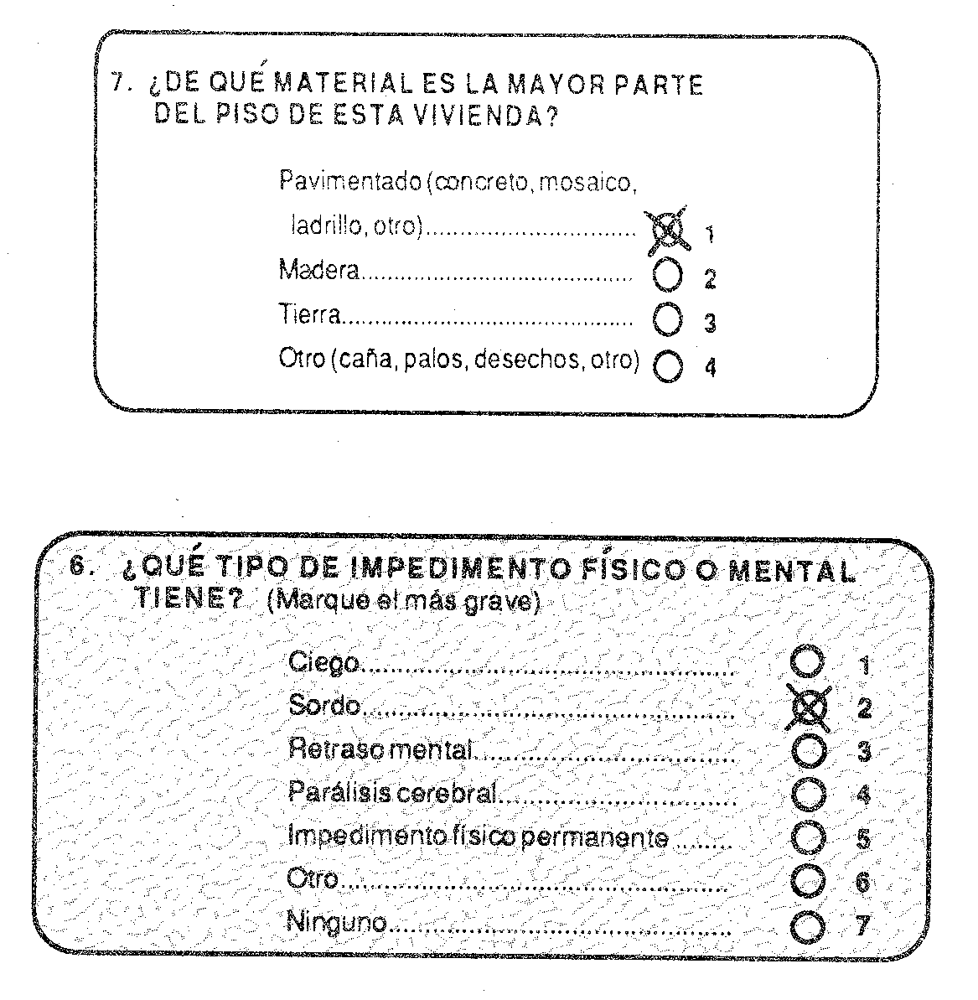 7. ¿DE QUÉ MATERIAL ES LA MAYOR PARTE
DEL PISO DE ESTA VIVIENDA?
Pavimentado (concreto, mosaico,
ladrillo, otro)............................... 1
Madera.......................................... 2
Tierra............................................ 3
Otro (caña, palos, desechos, otro) 4
6. ¿QUÉ TIPO DE IMPEDIMENTO FÍSICO O MENTAL
TIENE? (Marque el más grave)
Ciego................................................ 1
Sordo................................................ 2
Retraso mental.................................. 3
Parálisis cerebral............................... 4
Impedimento físico permanente ........ 5
Otro................................................... 6
Ninguno............................................. 7